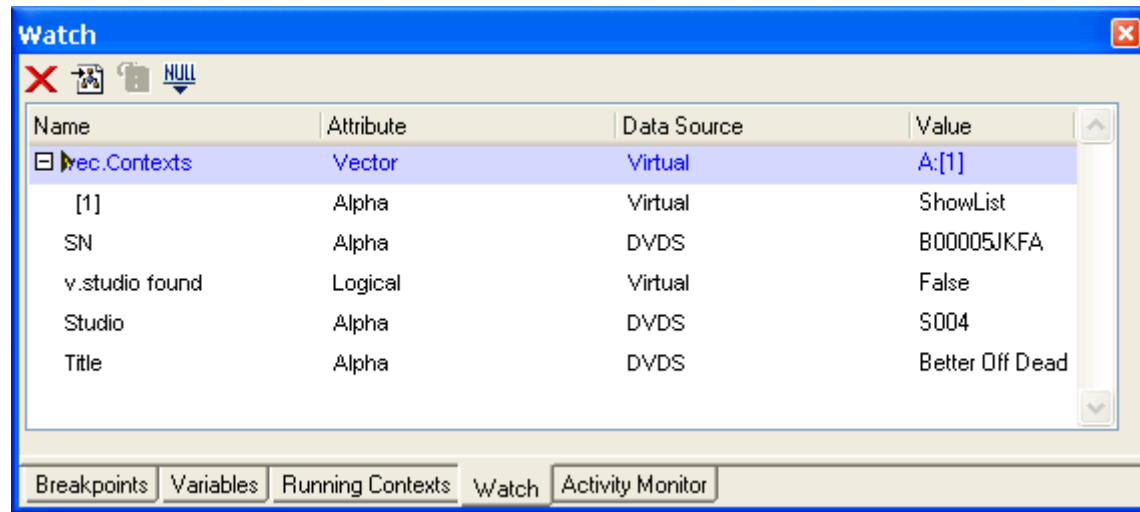 Watch
NULL
Name Attribute Data Source Value
vec.Contexts Vector Virtual A:[1]
[1] Alpha Virtual ShowList
SN Alpha DVDS B00005JKFA
v.studio found Logical Virtual False
Studio Alpha DVDS S004
Title Alpha DVDS Better Off Dead
Breakpoints Variables Running Contexts Watch Activity Monitor